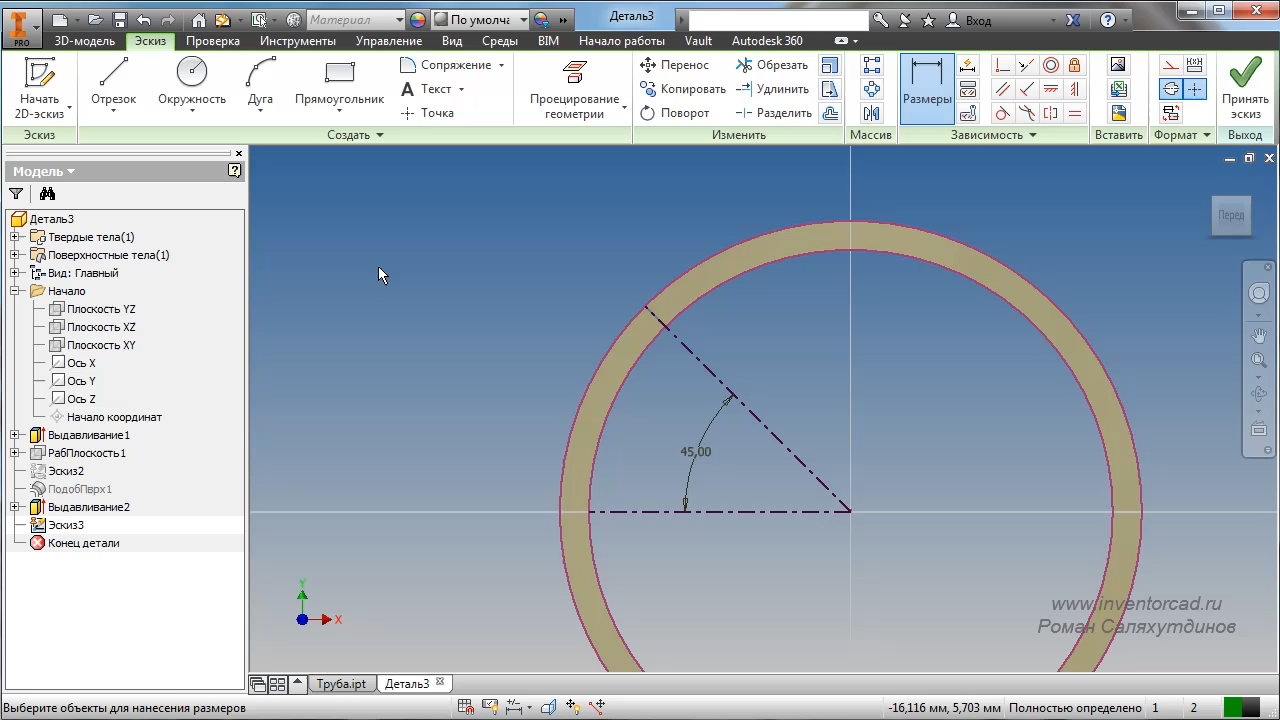 PRO
Материал
По умолча
Деталь3
Вход
3D-модель
Эскиз
Проверка
Инструменты
Управление
Вид
Среды
BIM
Начало работы
Vault
Autodesk 360
Начать
2D-эскиз
Отрезок
Окружность
Дуга
Прямоугольник
Сопряжение
Текст
Точка
Проецирование
геометрии
Перенос
Копировать
Поворот
Обрезать
Удлинить
Разделить
Размеры
Принять
эскиз
Эскиз
Создать
Изменить
Массив
Зависимость
Вставить
Формат
Выход
Модель
Деталь3
Твердые тела(1)
Поверхностные тела(1)
Вид: Главный
Начало
Плоскость YZ
Плоскость XZ
Плоскость XY
Ось X
Ось Y
Ось Z
Начало координат
Выдавливание1
РабПлоскость1
Эскиз2
ПодобПврх1
Выдавливание2
Эскиз3
Конец детали
Перед
45,00
Y
X
www.inventorcad.ru
Роман Саляхутдинов
Труба.ipt
Деталь3
Выберите объекты для нанесения размеров
-16,116 мм, 5,703 мм
Полностью определено
1
2